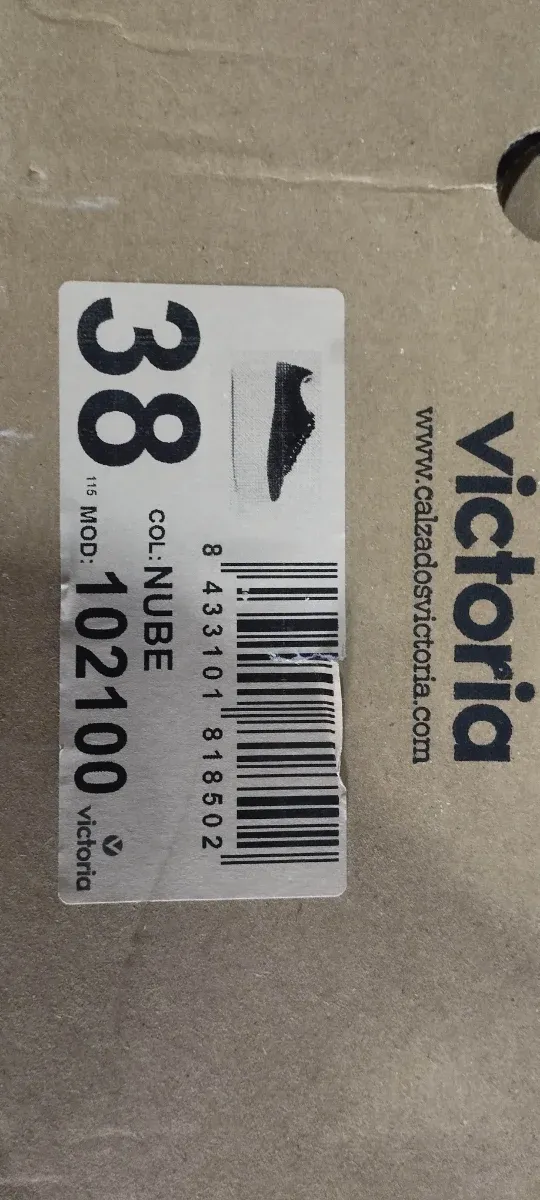 victoria
www.calzadosvictoria.com
8 433101 818502
COL: NUBE
38
115 MOD: 102100
victoria